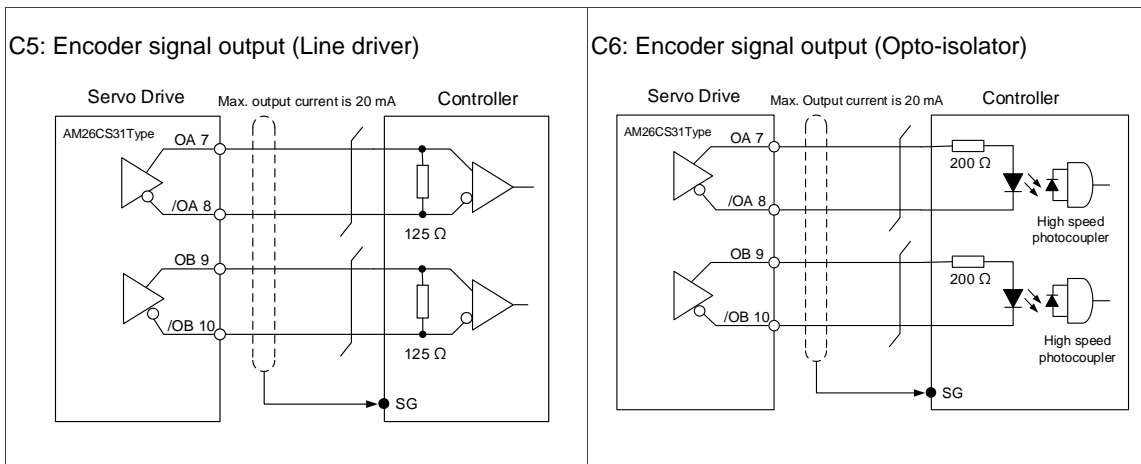 C5: Encoder signal output (Line driver)
Servo Drive
Max. output current is 20 mA
Controller
AM26CS31Type
OA 7
/OA 8
125 Ω
OB 9
/OB 10
125 Ω
SG
C6: Encoder signal output (Opto-isolator)
Servo Drive
Max. Output current is 20 mA
Controller
AM26CS31Type
OA 7
200 Ω
/OA 8
High speed
photocoupler
OB 9
200 Ω
/OB 10
High speed
photocoupler
SG